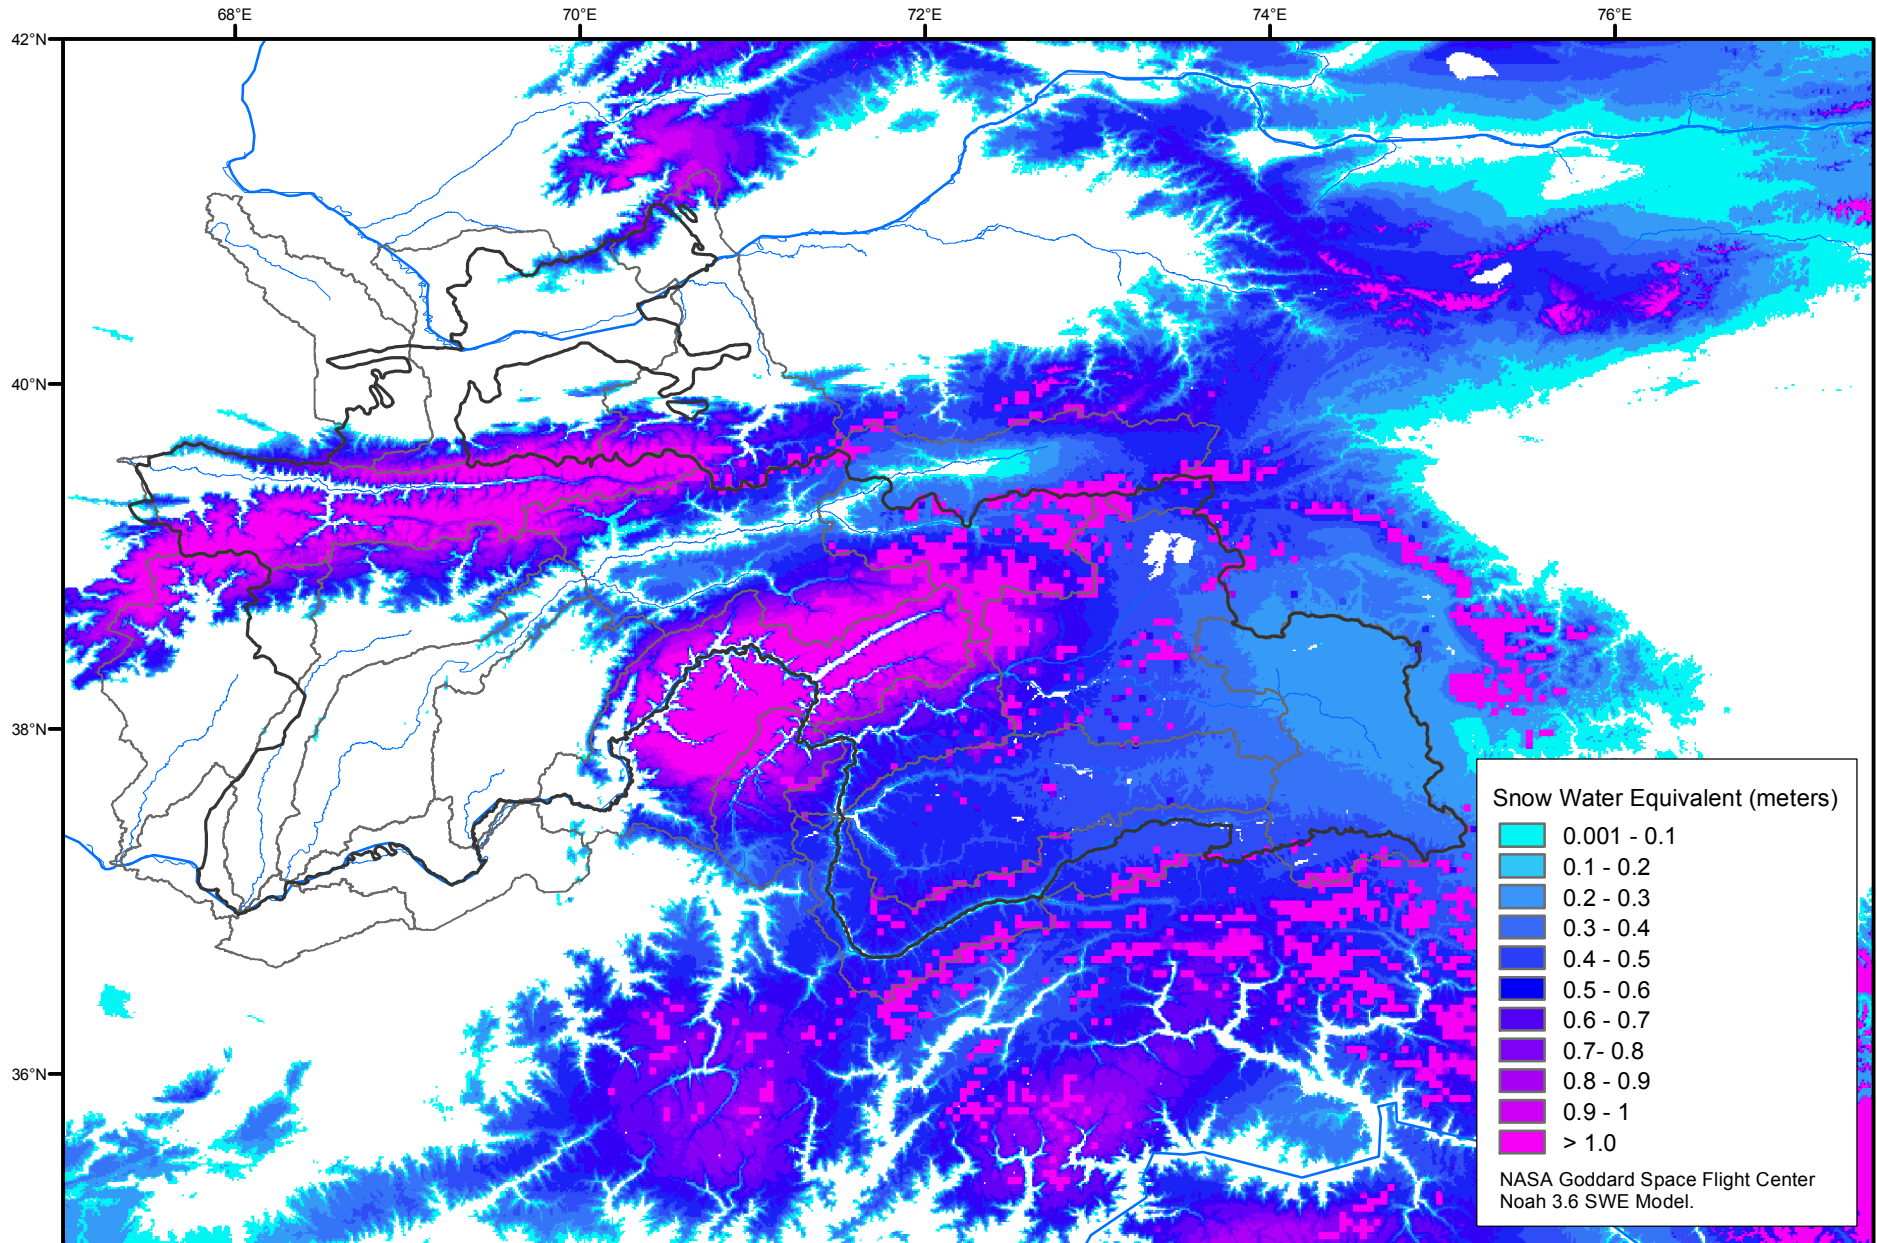 68°E
70°E
72°E
74°E
76°E
42°N
40°N
38°N
36°N
Snow Water Equivalent (meters)
0.001 - 0.1
0.1 - 0.2
0.2 - 0.3
0.3 - 0.4
0.4 - 0.5
0.5 - 0.6
0.6 - 0.7
0.7- 0.8
0.8 - 0.9
0.9 - 1
> 1.0
NASA Goddard Space Flight Center
Noah 3.6 SWE Model.